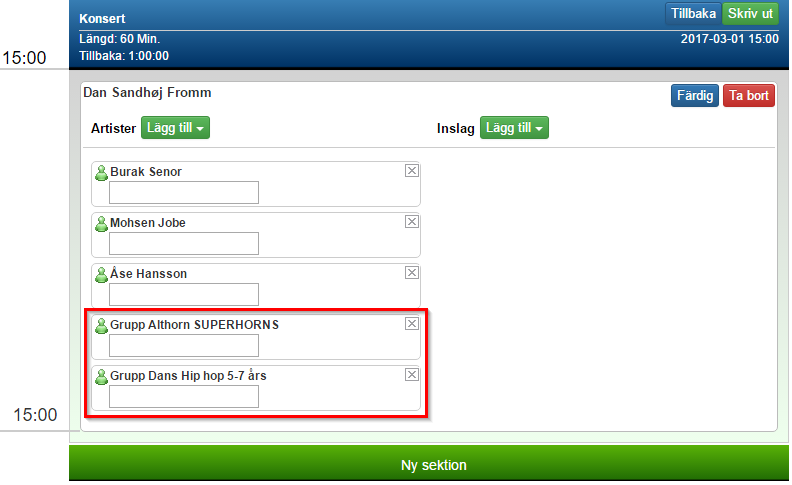 Konsert
Tillbaka
Skriv ut
Längd: 60 Min.
2017-03-01 15:00
Tillbaka: 1:00:00
15:00
Dan Sandhøj Fromm
Färdig
Ta bort
Artister
Lägg till
Inslag
Lägg till
Burak Senor
Mohsen Jobe
Åse Hansson
Grupp Althorn SUPERHORNS
Grupp Dans Hip hop 5-7 års
15:00
Ny sektion